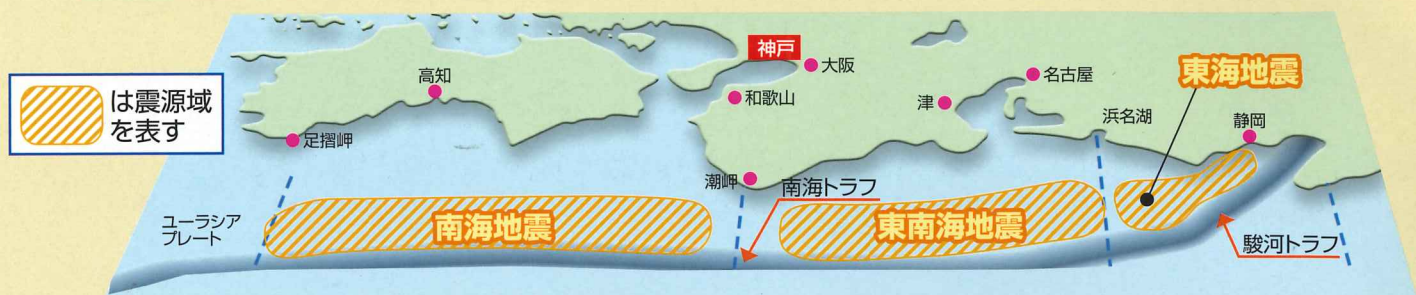 は震源域
を表す
高知
足摺岬
神戸
大阪
和歌山
潮岬
津
名古屋
浜名湖
静岡
東海地震
南海トラフ
ユーラシア
プレート
南海地震
東南海地震
駿河トラフ